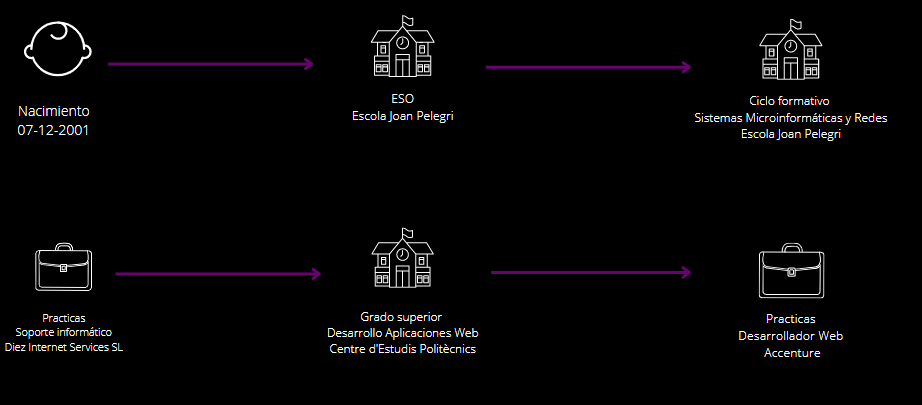 Nacimiento
07-12-2001
ESO
Escola Joan Pelegri
Ciclo formativo
Sistemas Microinformáticas y Redes
Escola Joan Pelegri
Practicas
Soporte informático
Diez Internet Services SL
Grado superior
Desarrollo Aplicaciones Web
Centre d'Estudis Politècnics
Practicas
Desarrollador Web
Accenture